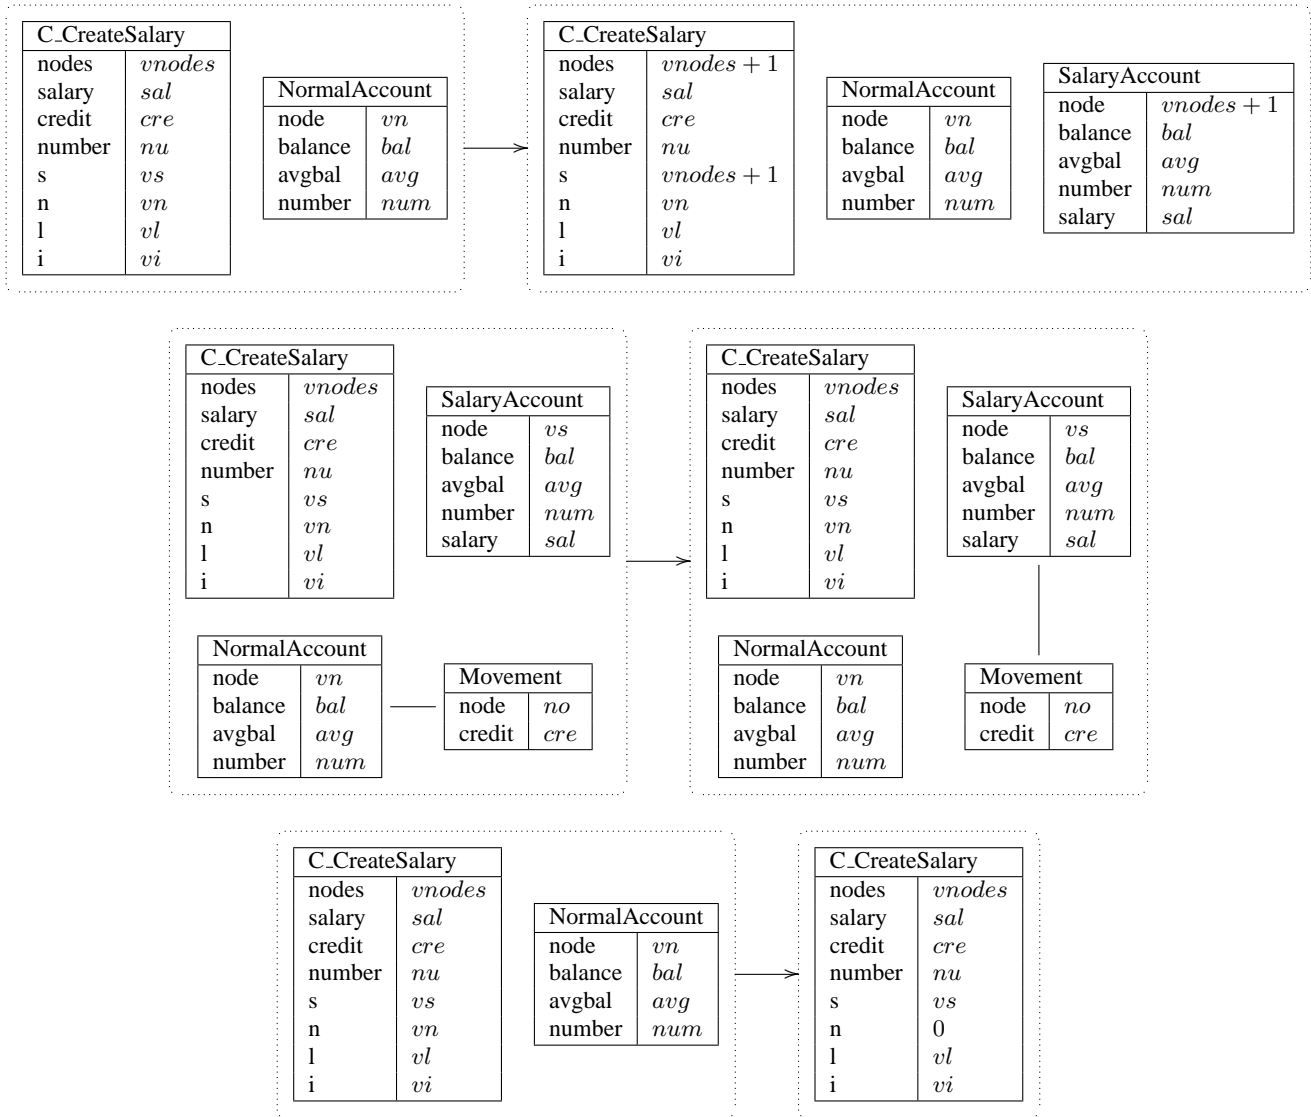 C_CreateSalary
nodes vnodes
salary sal
credit cre
number nu
s vs
n vn
l vl
i vi
NormalAccount
node vn
balance bal
avgbal avg
number num
C_CreateSalary
nodes vnodes + 1
salary sal
credit cre
number nu
s vnodes + 1
n vn
l vl
i vi
NormalAccount
node vn
balance bal
avgbal avg
number num
SalaryAccount
node vnodes + 1
balance bal
avgbal avg
number num
salary sal
C_CreateSalary
nodes vnodes
salary sal
credit cre
number nu
s vs
n vn
l vl
i vi
SalaryAccount
node vs
balance bal
avgbal avg
number num
salary sal
NormalAccount
node vn
balance bal
avgbal avg
number num
Movement
node no
credit cre
C_CreateSalary
nodes vnodes
salary sal
credit cre
number nu
s vs
n vn
l vl
i vi
SalaryAccount
node vs
balance bal
avgbal avg
number num
salary sal
NormalAccount
node vn
balance bal
avgbal avg
number num
Movement
node no
credit cre
C_CreateSalary
nodes vnodes
salary sal
credit cre
number nu
s vs
n vn
l vl
i vi
NormalAccount
node vn
balance bal
avgbal avg
number num
C_CreateSalary
nodes vnodes
salary sal
credit cre
number nu
s vs
n 0
l vl
i vi